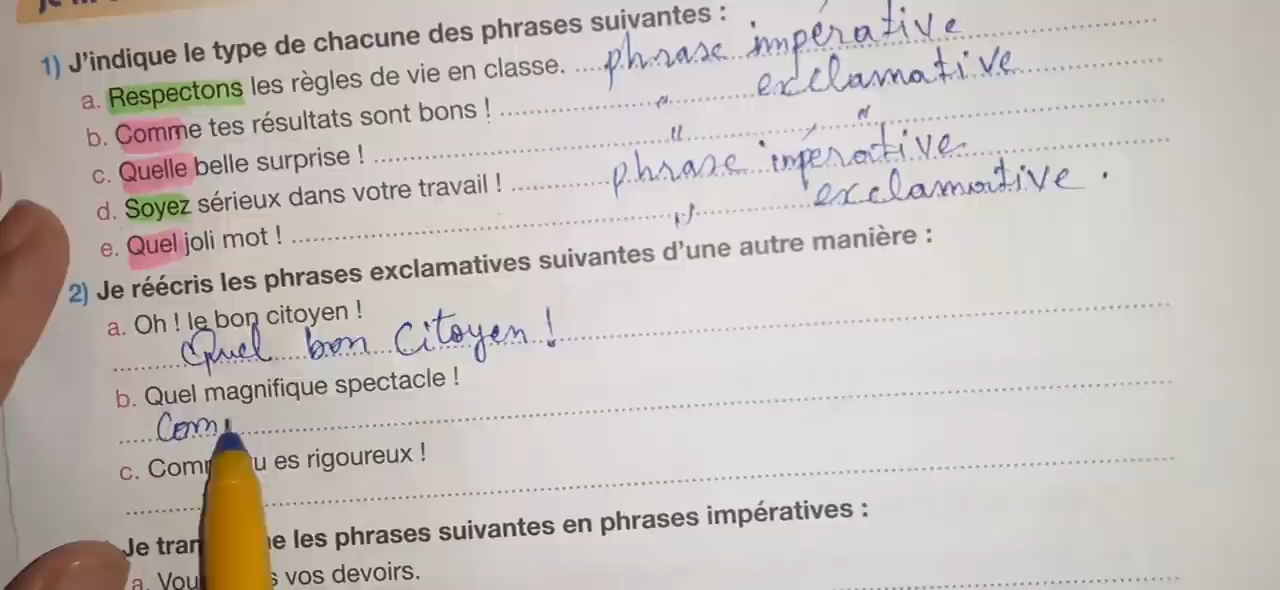 1) J'indique le type de chacune des phrases suivantes :
a. Respectons les règles de vie en classe. phrase impérative
b. Comme tes résultats sont bons ! " exclamative
c. Quelle belle surprise ! " "
d. Soyez sérieux dans votre travail ! phrase impérative
e. Quel joli mot ! " exclamative.
2) Je réécris les phrases exclamatives suivantes d'une autre manière :
a. Oh ! le bon citoyen !
Quel bon citoyen !
b. Quel magnifique spectacle !
Com
c. Com u es rigoureux !
Je tran e les phrases suivantes en phrases impératives :
a. Vou s vos devoirs.